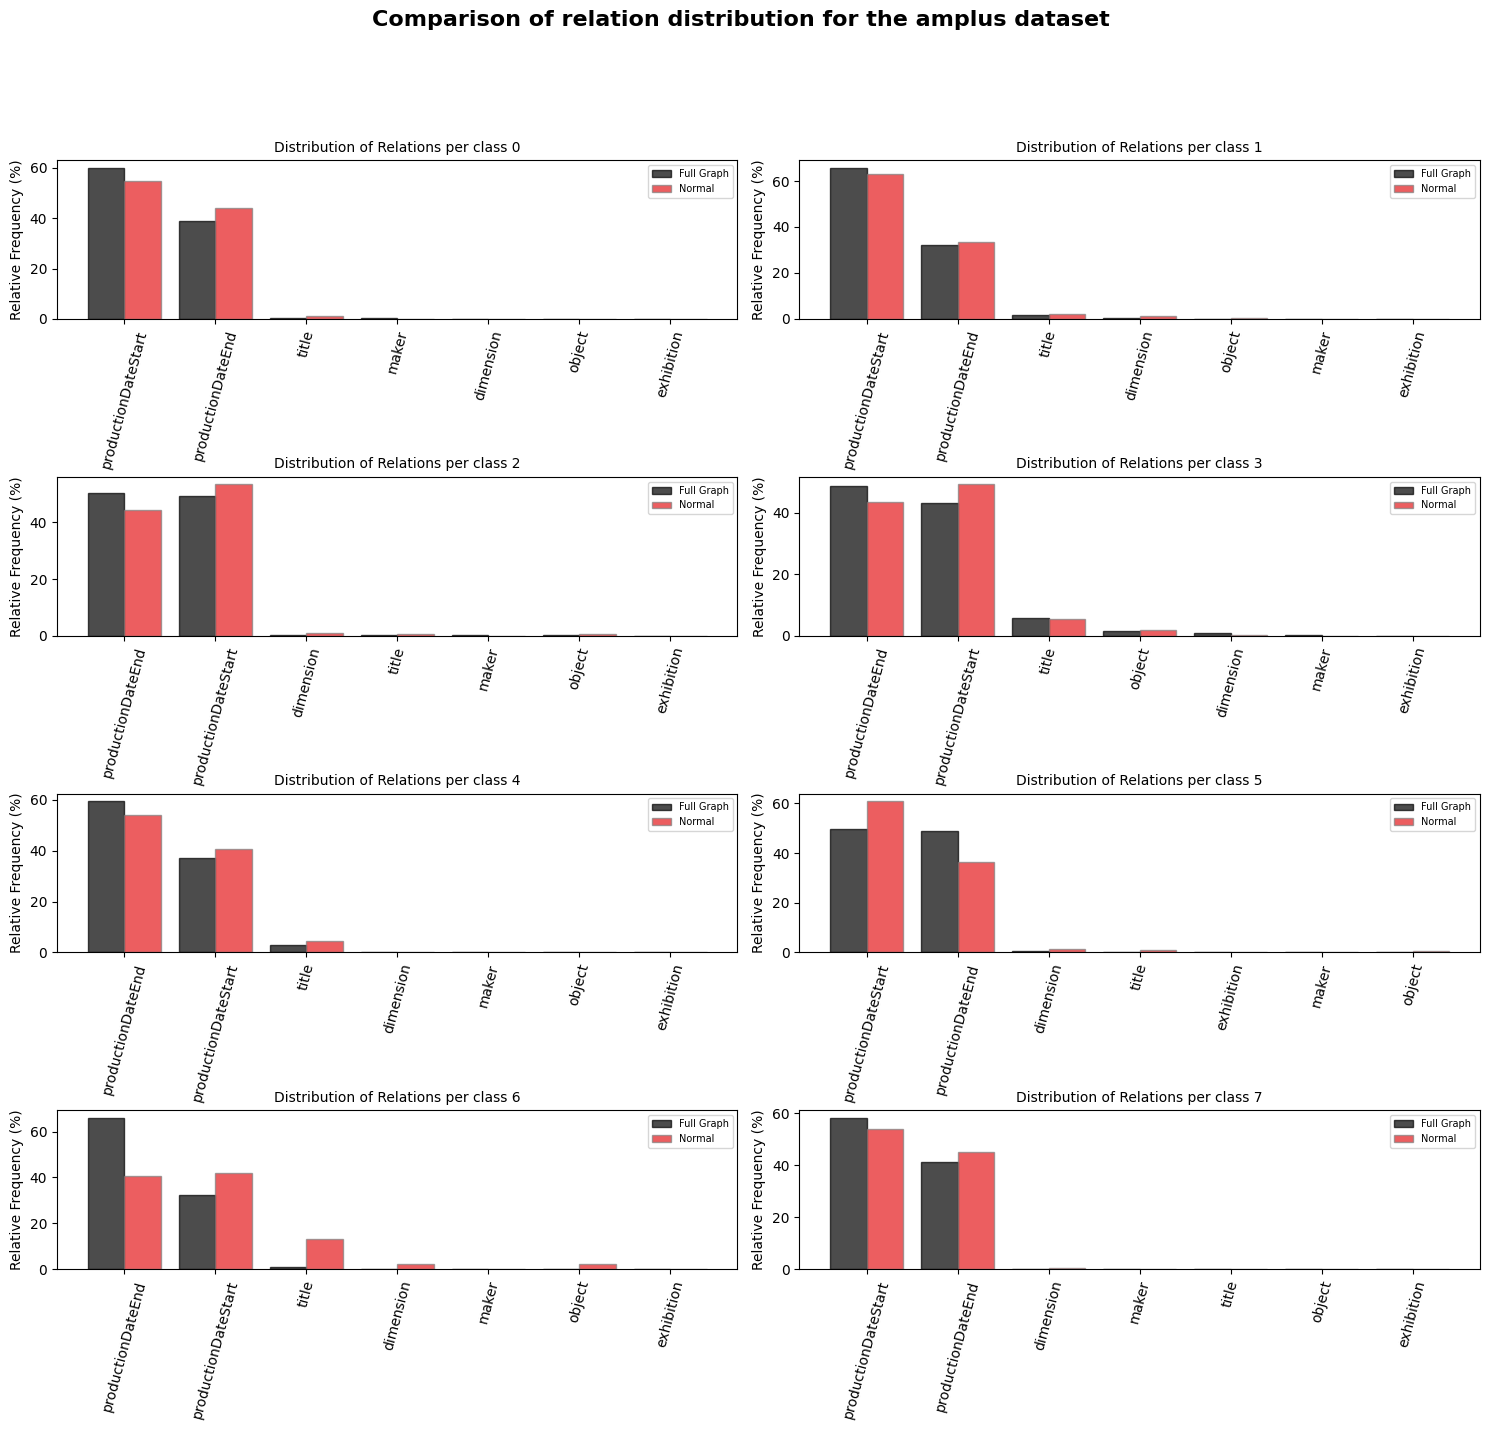 Comparison of relation distribution for the amplus dataset
Distribution of Relations per class 0
Relative Frequency (%)
60
40
20
0
Full Graph
Normal
productionDateStart
productionDateEnd
title
maker
dimension
object
exhibition
Distribution of Relations per class 1
Relative Frequency (%)
60
40
20
0
Full Graph
Normal
productionDateStart
productionDateEnd
title
dimension
object
maker
exhibition
Distribution of Relations per class 2
Relative Frequency (%)
40
20
0
Full Graph
Normal
productionDateEnd
productionDateStart
dimension
title
maker
object
exhibition
Distribution of Relations per class 3
Relative Frequency (%)
40
20
0
Full Graph
Normal
productionDateEnd
productionDateStart
title
object
dimension
maker
exhibition
Distribution of Relations per class 4
Relative Frequency (%)
60
40
20
0
Full Graph
Normal
productionDateEnd
productionDateStart
title
dimension
maker
object
exhibition
Distribution of Relations per class 5
Relative Frequency (%)
60
40
20
0
Full Graph
Normal
productionDateStart
productionDateEnd
dimension
title
exhibition
maker
object
Distribution of Relations per class 6
Relative Frequency (%)
60
40
20
0
Full Graph
Normal
productionDateEnd
productionDateStart
title
dimension
maker
object
exhibition
Distribution of Relations per class 7
Relative Frequency (%)
60
40
20
0
Full Graph
Normal
productionDateStart
productionDateEnd
dimension
maker
title
object
exhibition